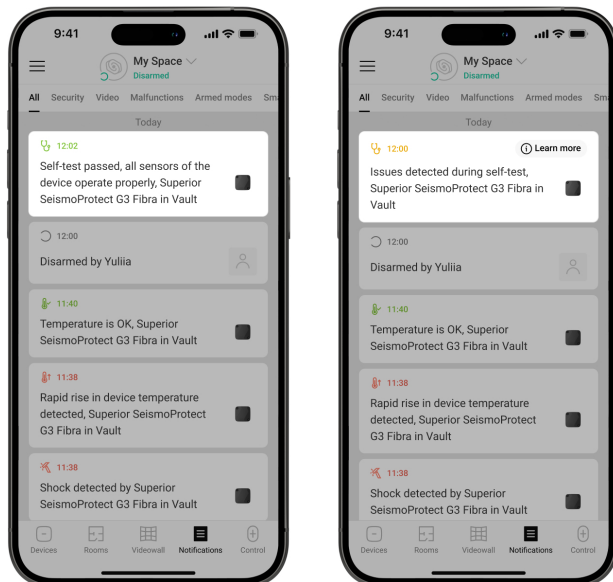 9:41
My Space
Disarmed
All Security Video Malfunctions Armed modes Sm
Today
12:02
Self-test passed, all sensors of the
device operate properly, Superior
SeismoProtect G3 Fibra in Vault
12:00
Disarmed by Yuliia
11:40
Temperature is OK, Superior
SeismoProtect G3 Fibra in Vault
11:38
Rapid rise in device temperature
detected, Superior SeismoProtect
G3 Fibra in Vault
11:38
Shock detected by Superior
SeismoProtect G3 Fibra in Vault
Devices Rooms Videowall Notifications Control
9:41
My Space
Disarmed
All Security Video Malfunctions Armed modes Sm
Today
12:00 Learn more
Issues detected during self-test,
Superior SeismoProtect G3 Fibra in
Vault
12:00
Disarmed by Yuliia
11:40
Temperature is OK, Superior
SeismoProtect G3 Fibra in Vault
11:38
Rapid rise in device temperature
detected, Superior SeismoProtect
G3 Fibra in Vault
11:38
Shock detected by Superior
SeismoProtect G3 Fibra in Vault
Devices Rooms Videowall Notifications Control